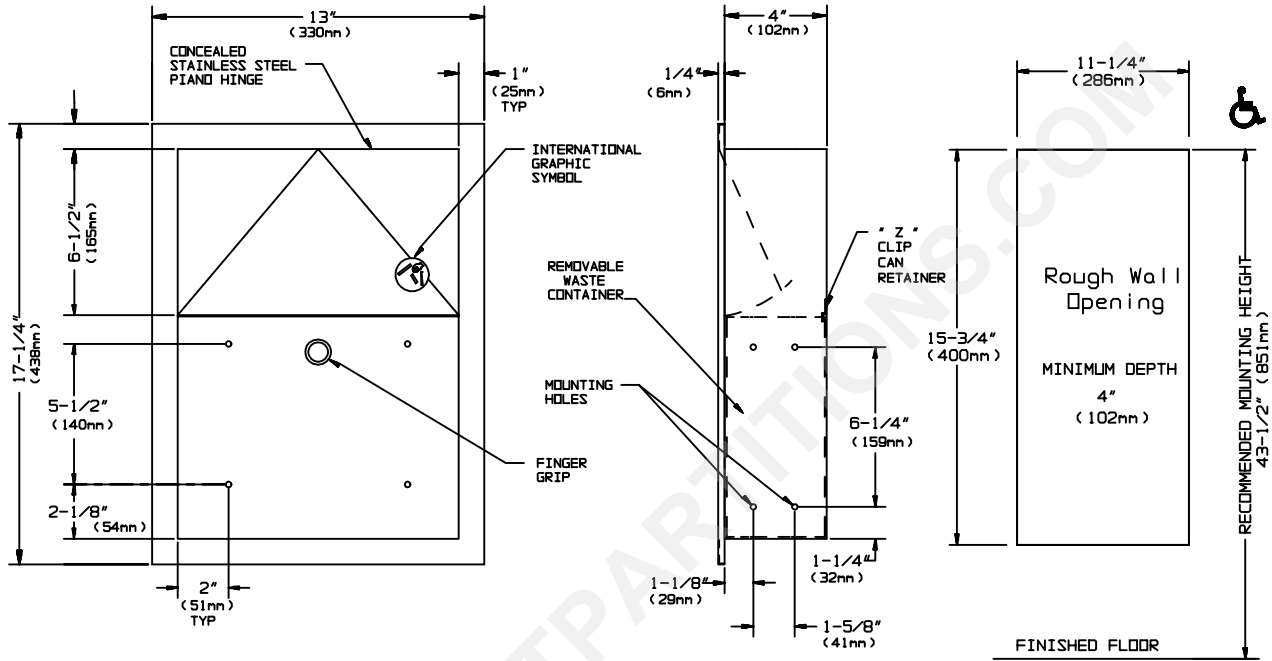 13"
(330mm)
CONCEALED
STAINLESS STEEL
PIANO HINGE
1"
(25mm)
TYP
INTERNATIONAL
GRAPHIC
SYMBOL
6-1/2"
(165mm)
17-1/4"
(438mm)
5-1/2"
(140mm)
2-1/8"
(54mm)
2"
(51mm)
TYP
FINGER
GRIP
4"
(102mm)
1/4"
(6mm)
" Z "
CLIP
CAN
RETAINER
REMOVABLE
WASTE
CONTAINER
MOUNTING
HOLES
6-1/4"
(159mm)
1-1/4"
(32mm)
1-1/8"
(29mm)
1-5/8"
(41mm)
11-1/4"
(286mm)
15-3/4"
(400mm)
Rough Wall
Opening
MINIMUM DEPTH
4"
(102mm)
RECOMMENDED MOUNTING HEIGHT
43-1/2" (851mm)
FINISHED FLOOR
TPARTITIONS.COM